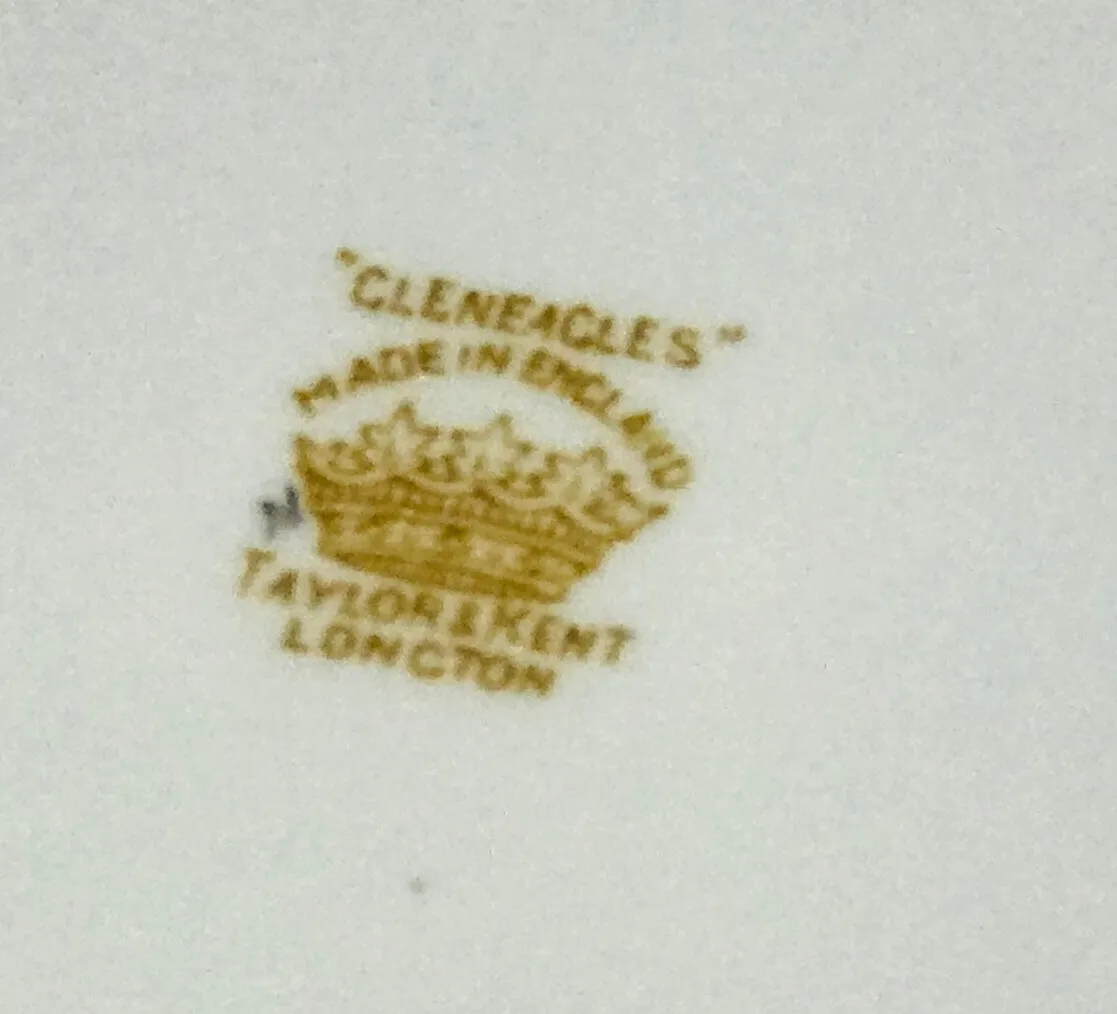 "GLENEAGLES"
MADE IN ENGLAND
TAYLOR & KENT
LONGTON